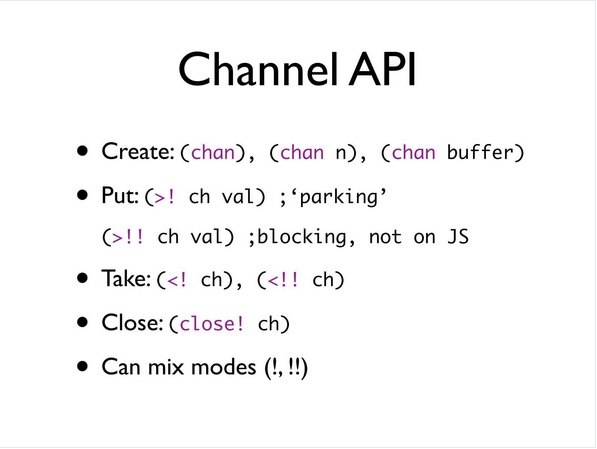 Channel API
• Create: (chan), (chan n), (chan buffer)
• Put: (>! ch val) ;‘parking’
(>!! ch val) ;blocking, not on JS
• Take: (<! ch), (<!! ch)
• Close: (close! ch)
• Can mix modes (!, !!)